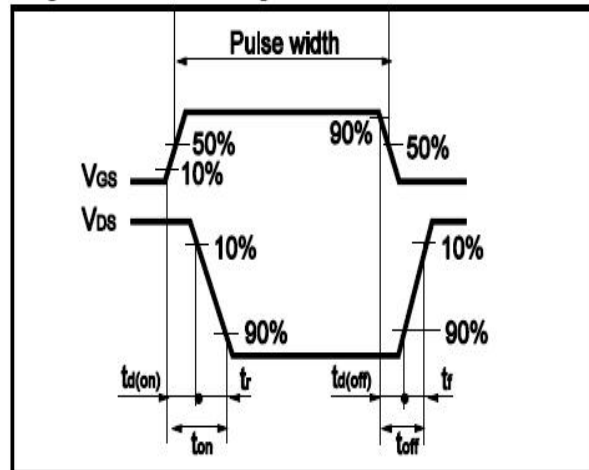 Pulse width
90%
50%
50%
10%
VGS
VDS
10%
10%
90%
90%
td(on)
tr
td(off)
tf
ton
toff